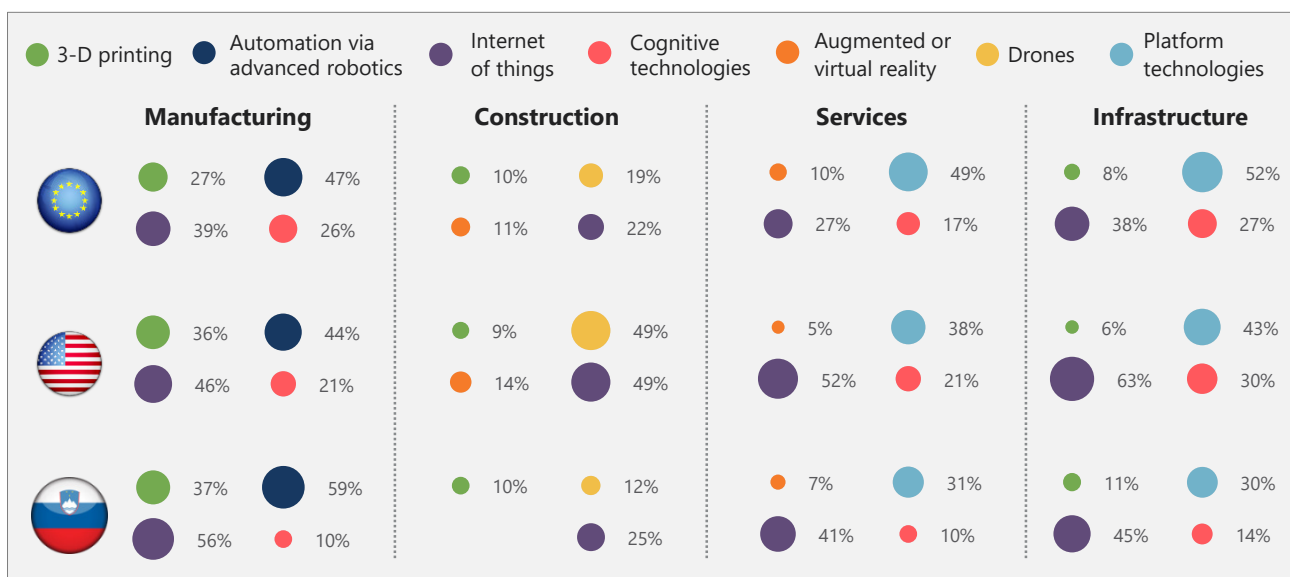 3-D printing
Automation via
advanced robotics
Internet
of things
Cognitive
technologies
Augmented or
virtual reality
Drones
Platform
technologies
Manufacturing Construction Services Infrastructure
27% 47% 10% 19% 10% 49% 8% 52%
39% 26% 11% 22% 27% 17% 38% 27%
36% 44% 9% 49% 5% 38% 6% 43%
46% 21% 14% 49% 52% 21% 63% 30%
37% 59% 10% 12% 7% 31% 11% 30%
56% 10% 25% 41% 10% 45% 14%